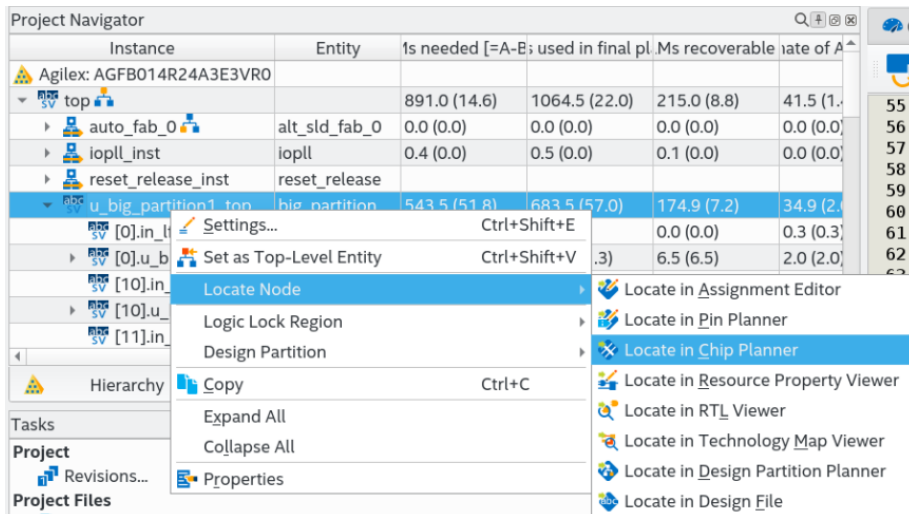 Project Navigator
Instance Entity Ms needed [=A-B used in final pl .Ms recoverable nate of A
Agilex: AGFB014R24A3E3VR0
top 891.0 (14.6) 1064.5 (22.0) 215.0 (8.8) 41.5 (1.
55
auto_fab_0 alt_sld_fab_0 0.0 (0.0) 0.0 (0.0) 0.0 (0.0) 0.0 (0.0)
56
iopll_inst iopll 0.4 (0.0) 0.5 (0.0) 0.1 (0.0) 0.0 (0.0)
57
58
reset_release_inst reset_release
59
u_big_partition1_top big_partition 543.5 (51.8) 683.5 (57.0) 174.9 (7.2) 34.9 (2.
60
[0].in_lf 0.0 (0.0) 0.3 (0.3)
61
[0].u_b .3) 6.5 (6.5) 2.0 (2.0)
62
[10].in_
[10].u_
[11].in_
Hierarchy
Settings... Ctrl+Shift+E
Set as Top-Level Entity Ctrl+Shift+V
Locate Node
Logic Lock Region
Design Partition
Copy Ctrl+C
Expand All
Collapse All
Properties
Locate in Assignment Editor
Locate in Pin Planner
Locate in Chip Planner
Locate in Resource Property Viewer
Locate in RTL Viewer
Locate in Technology Map Viewer
Locate in Design Partition Planner
Locate in Design File
Tasks
Project
Revisions...
Project Files